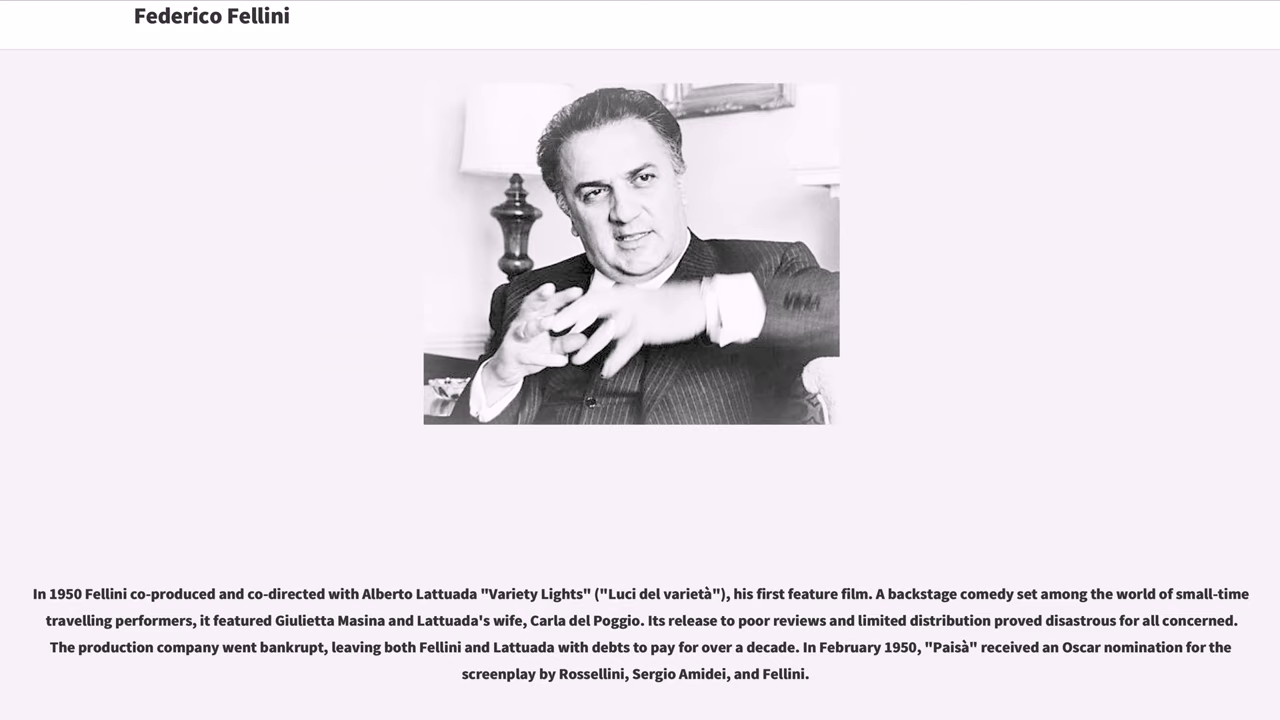 Federico Fellini
In 1950 Fellini co-produced and co-directed with Alberto Lattuada "Variety Lights" ("Luci del varietà"), his first feature film. A backstage comedy set among the world of small-time
travelling performers, it featured Giulietta Masina and Lattuada's wife, Carla del Poggio. Its release to poor reviews and limited distribution proved disastrous for all concerned.
The production company went bankrupt, leaving both Fellini and Lattuada with debts to pay for over a decade. In February 1950, "Paisà" received an Oscar nomination for the
screenplay by Rossellini, Sergio Amidei, and Fellini.